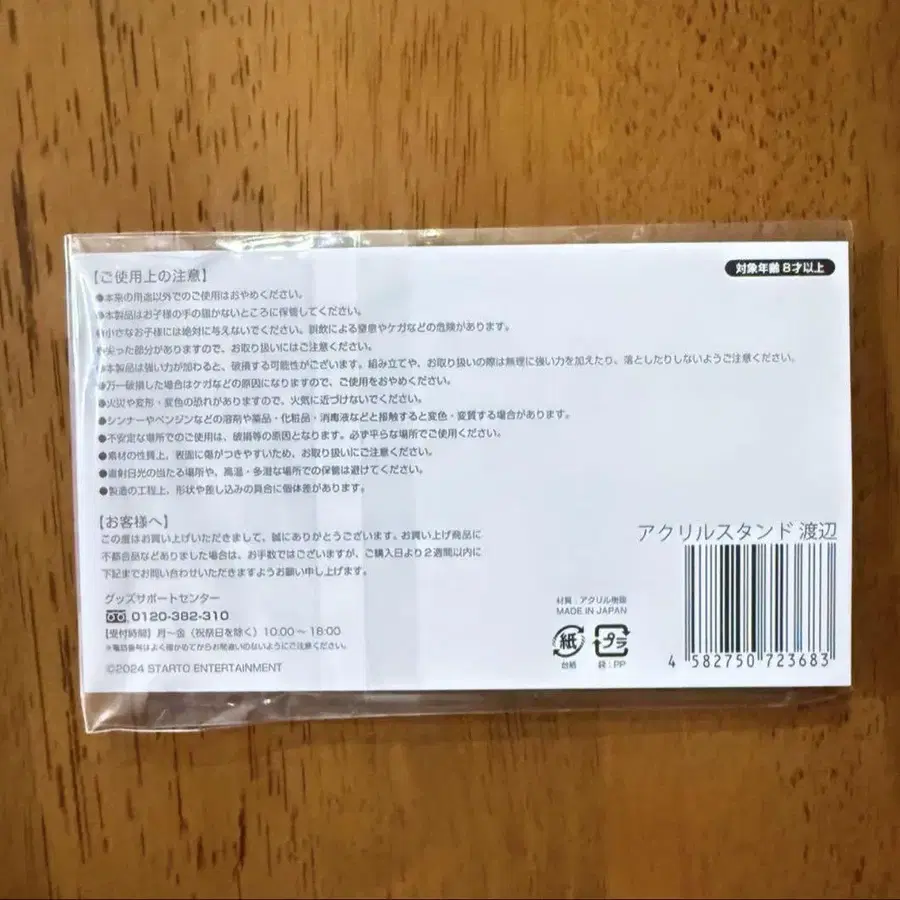 【ご使用上の注意】
対象年齢 8才以上
●本来の用途以外でのご使用はおやめください。
●本製品はお子様の手の届かないところに保管してください。
●小さなお子様には絶対に与えないでください。誤飲による窒息やケガなどの危険があります。
●尖った部分がありますので、お取り扱いにはご注意ください。
●本製品は強い力が加わると、破損する可能性がございます。組み立てや、お取り扱いの際は無理に強い力を加えたり、落としたりしないようご注意ください。
●万一破損した場合はケガなどの原因になりますので、ご使用をおやめください。
●火災や変形・変色の恐れがありますので、火気に近づけないでください。
●シンナーやベンジンなどの溶剤や薬品・化粧品・消毒液などと接触すると変色・変質する場合があります。
●不安定な場所でのご使用は、破損等の原因となります。必ず平らな場所でご使用ください。
●素材の性質上、表面に傷がつきやすいため、お取り扱いにご注意ください。
●直射日光の当たる場所や、高温・多湿な場所での保管は避けてください。
●製造の工程上、形状や差し込みの具合に個体差があります。
【お客様へ】
この度はお買い上げいただきまして、誠にありがとうございます。お買い上げ商品に
不都合品などありました場合は、お手数ではございますが、ご購入日より2週間以内に
下記までお問い合わせいただきますようお願い申し上げます。
グッズサポートセンター
0120-382-310
【受付時間】月～金（祝祭日を除く）10:00～18:00
※電話番号はよく確かめてからお間違いのないようにご注意ください。
©2024 STARTO ENTERTAINMENT
アクリルスタンド 渡辺
材質：アクリル樹脂
MADE IN JAPAN
紙 プラ
台紙 袋：PP
4 582750 723683